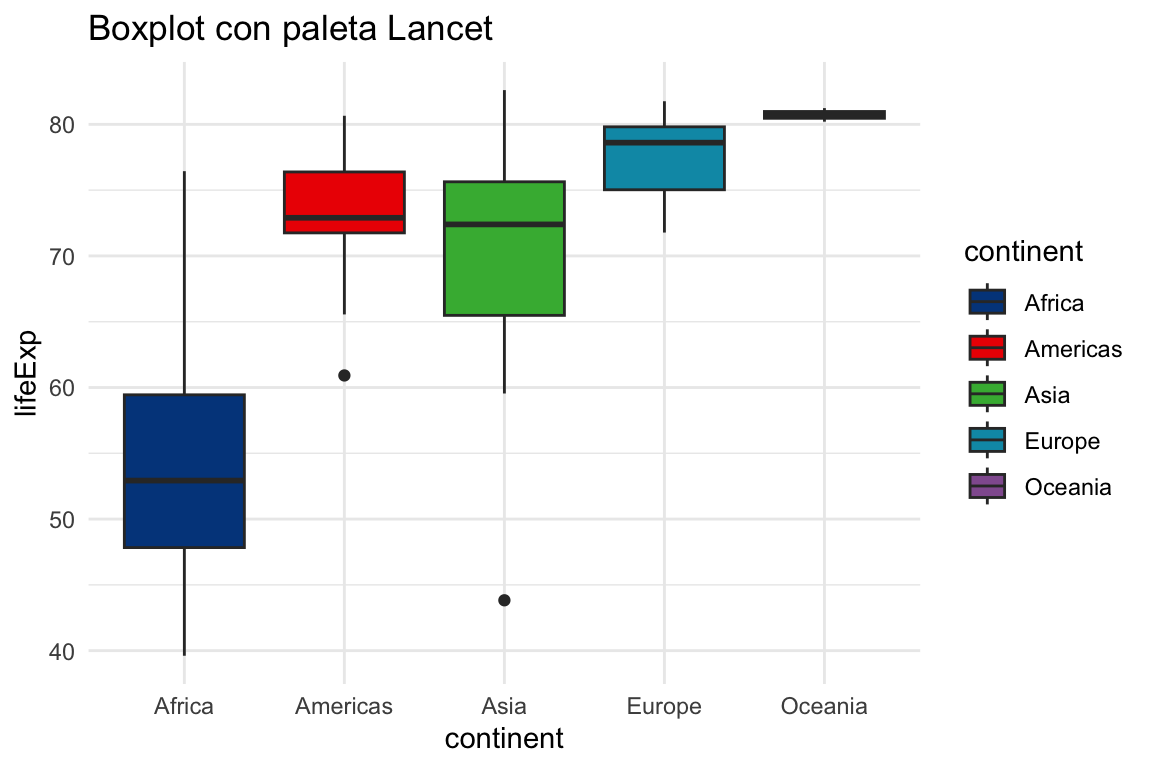 Boxplot con paleta Lancet
80
70
60
50
40
lifeExp
Africa
Americas
Asia
Europe
Oceania
continent
continent
Africa
Americas
Asia
Europe
Oceania